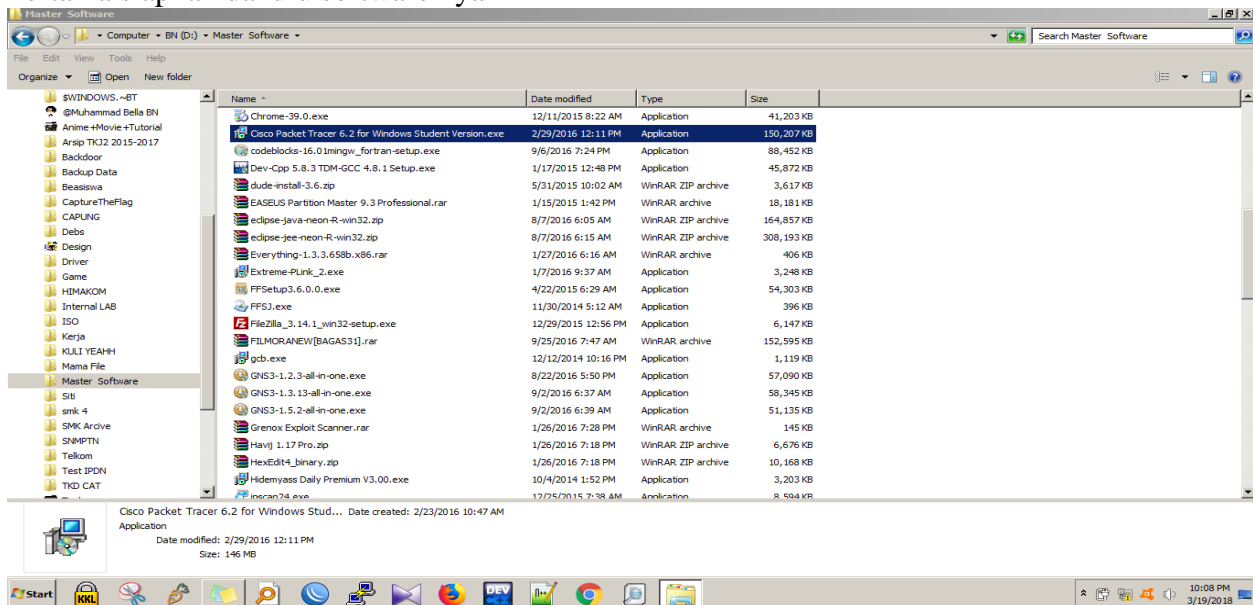 Master Software
Computer ▾ BN (D:) ▾ Master Software ▾
Search Master Software
File Edit View Tools Help
Organize ▾ Open New folder
$WINDOWS.~BT
@Muhammad Bella BN
Anime+Movie+Tutorial
Arsip TKJ2 2015-2017
Backdoor
Backup Data
Beasiswa
CaptureTheFlag
CAPUNG
Debs
Design
Driver
Game
HIMAKOM
Internal LAB
ISO
Kerja
KULI YEAHH
Mama File
Master Software
Siti
smk 4
SMK Arcive
SNMPTN
Telkom
Test IPDN
TKD CAT
Name Date modified Type Size
Chrome-39.0.exe 12/11/2015 8:22 AM Application 41,203 KB
Cisco Packet Tracer 6.2 for Windows Student Version.exe 2/29/2016 12:11 PM Application 150,207 KB
codeblocks-16.01mingw_fortran-setup.exe 9/6/2016 7:24 PM Application 88,452 KB
Dev-Cpp 5.8.3 TDM-GCC 4.8.1 Setup.exe 1/17/2015 12:48 PM Application 45,872 KB
dude-install-3.6.zip 5/31/2015 10:02 AM WinRAR ZIP archive 3,617 KB
EASEUS Partition Master 9.3 Professional.rar 1/15/2015 1:42 PM WinRAR archive 18,181 KB
eclipse-java-neon-R-win32.zip 8/7/2016 6:05 AM WinRAR ZIP archive 164,857 KB
eclipse-jee-neon-R-win32.zip 8/7/2016 6:15 AM WinRAR ZIP archive 308,193 KB
Everything-1.3.3.658b.x86.rar 1/27/2016 6:16 AM WinRAR archive 406 KB
Extreme-PLink_2.exe 1/7/2016 9:37 AM Application 3,248 KB
FFSetup3.6.0.0.exe 4/22/2015 6:29 AM Application 54,303 KB
FFSJ.exe 11/30/2014 5:12 AM Application 396 KB
FileZilla_3.14.1_win32-setup.exe 12/29/2015 12:56 PM Application 6,147 KB
FILMORANEW[BAGAS31].rar 9/25/2016 7:47 AM WinRAR archive 152,595 KB
gcb.exe 12/12/2014 10:16 PM Application 1,119 KB
GNS3-1.2.3-all-in-one.exe 8/22/2016 5:50 PM Application 57,090 KB
GNS3-1.3.13-all-in-one.exe 9/2/2016 6:37 AM Application 58,345 KB
GNS3-1.5.2-all-in-one.exe 9/2/2016 6:39 AM Application 51,135 KB
Grenox Exploit Scanner.rar 1/26/2016 7:28 PM WinRAR archive 145 KB
Havij 1.17 Pro.zip 1/26/2016 7:18 PM WinRAR ZIP archive 6,676 KB
HexEdit4_binary.zip 1/26/2016 7:18 PM WinRAR ZIP archive 10,168 KB
Hidemyass Daily Premium V3.00.exe 10/4/2014 1:52 PM Application 3,203 KB
ipscan24.exe 12/25/2015 7:38 AM Application 8,594 KB
Cisco Packet Tracer 6.2 for Windows Stud... Date created: 2/23/2016 10:47 AM
Application
Date modified: 2/29/2016 12:11 PM
Size: 146 MB
Start KKL DEV 10:08 PM
3/19/2018